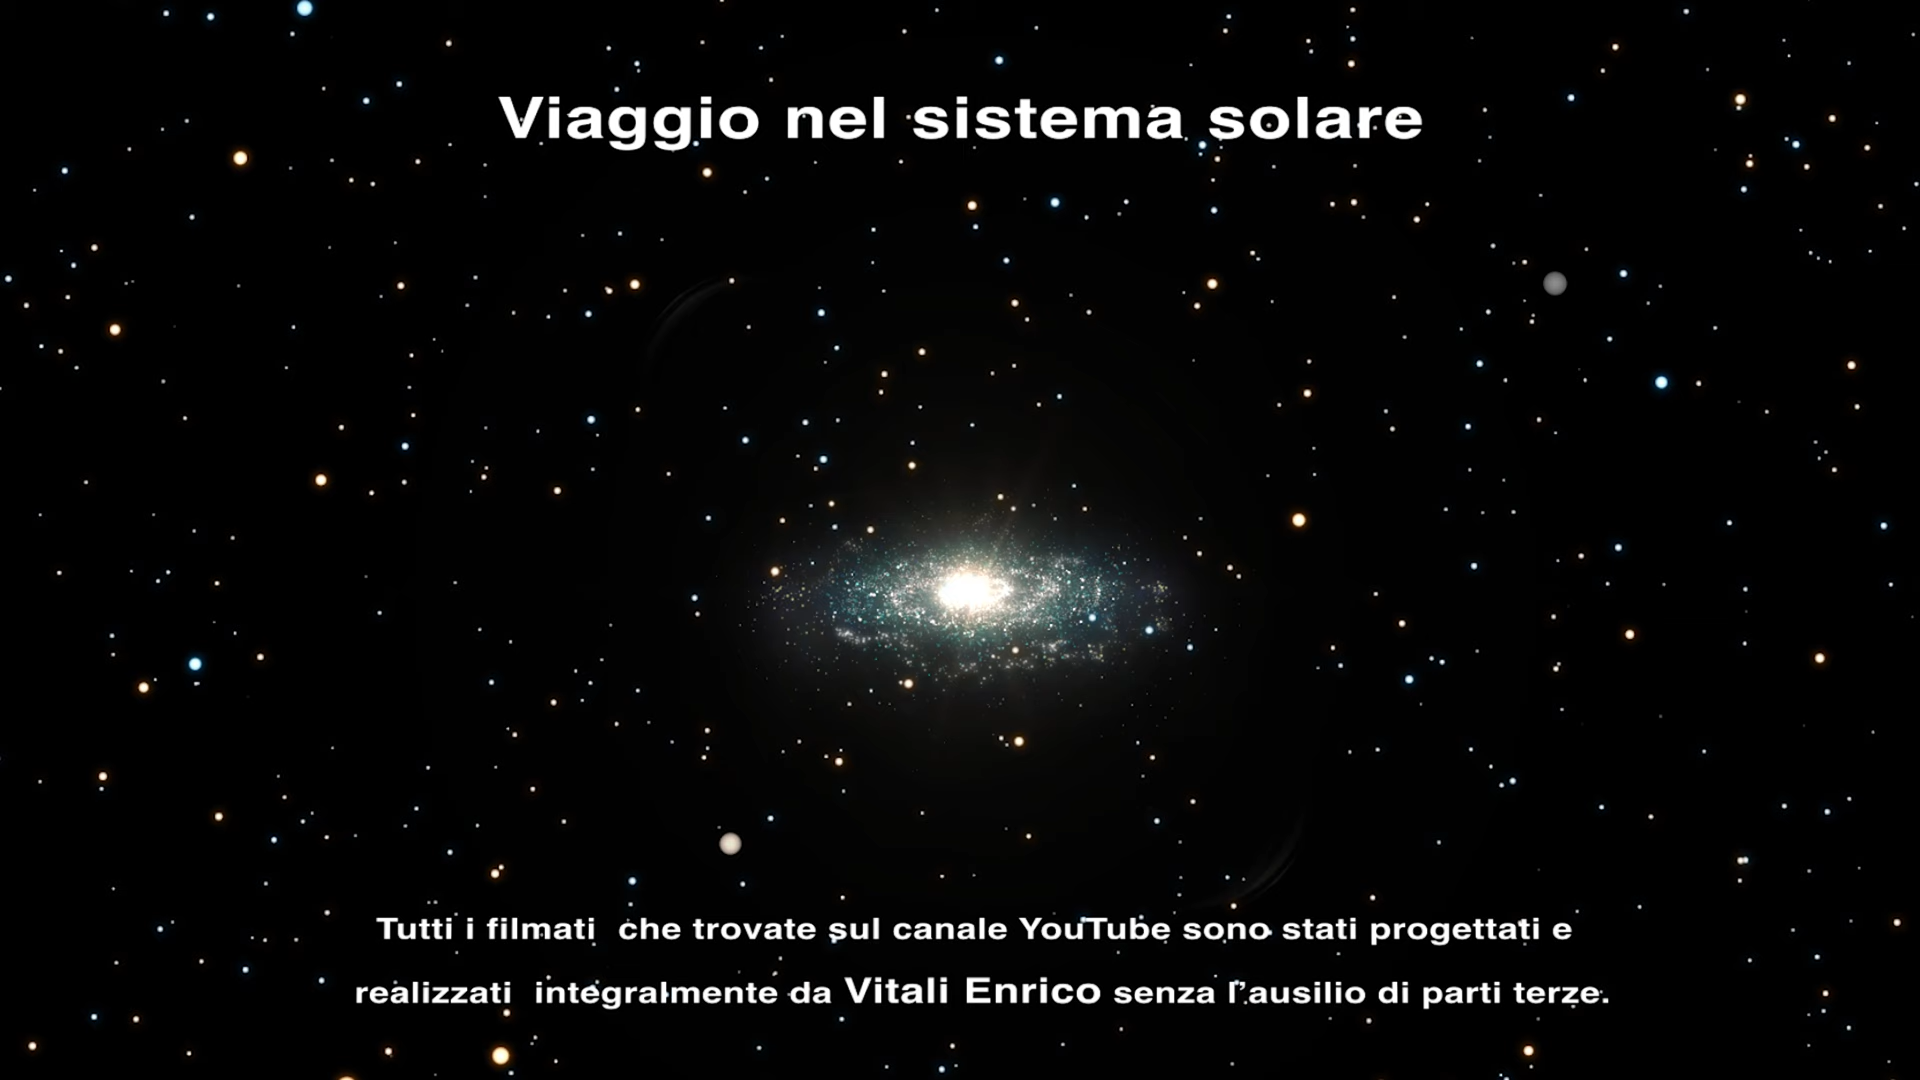 Viaggio nel sistema solare
Tutti i filmati  che trovate sul canale YouTube sono stati progettati e
realizzati  integralmente da Vitali Enrico senza l'ausilio di parti terze.